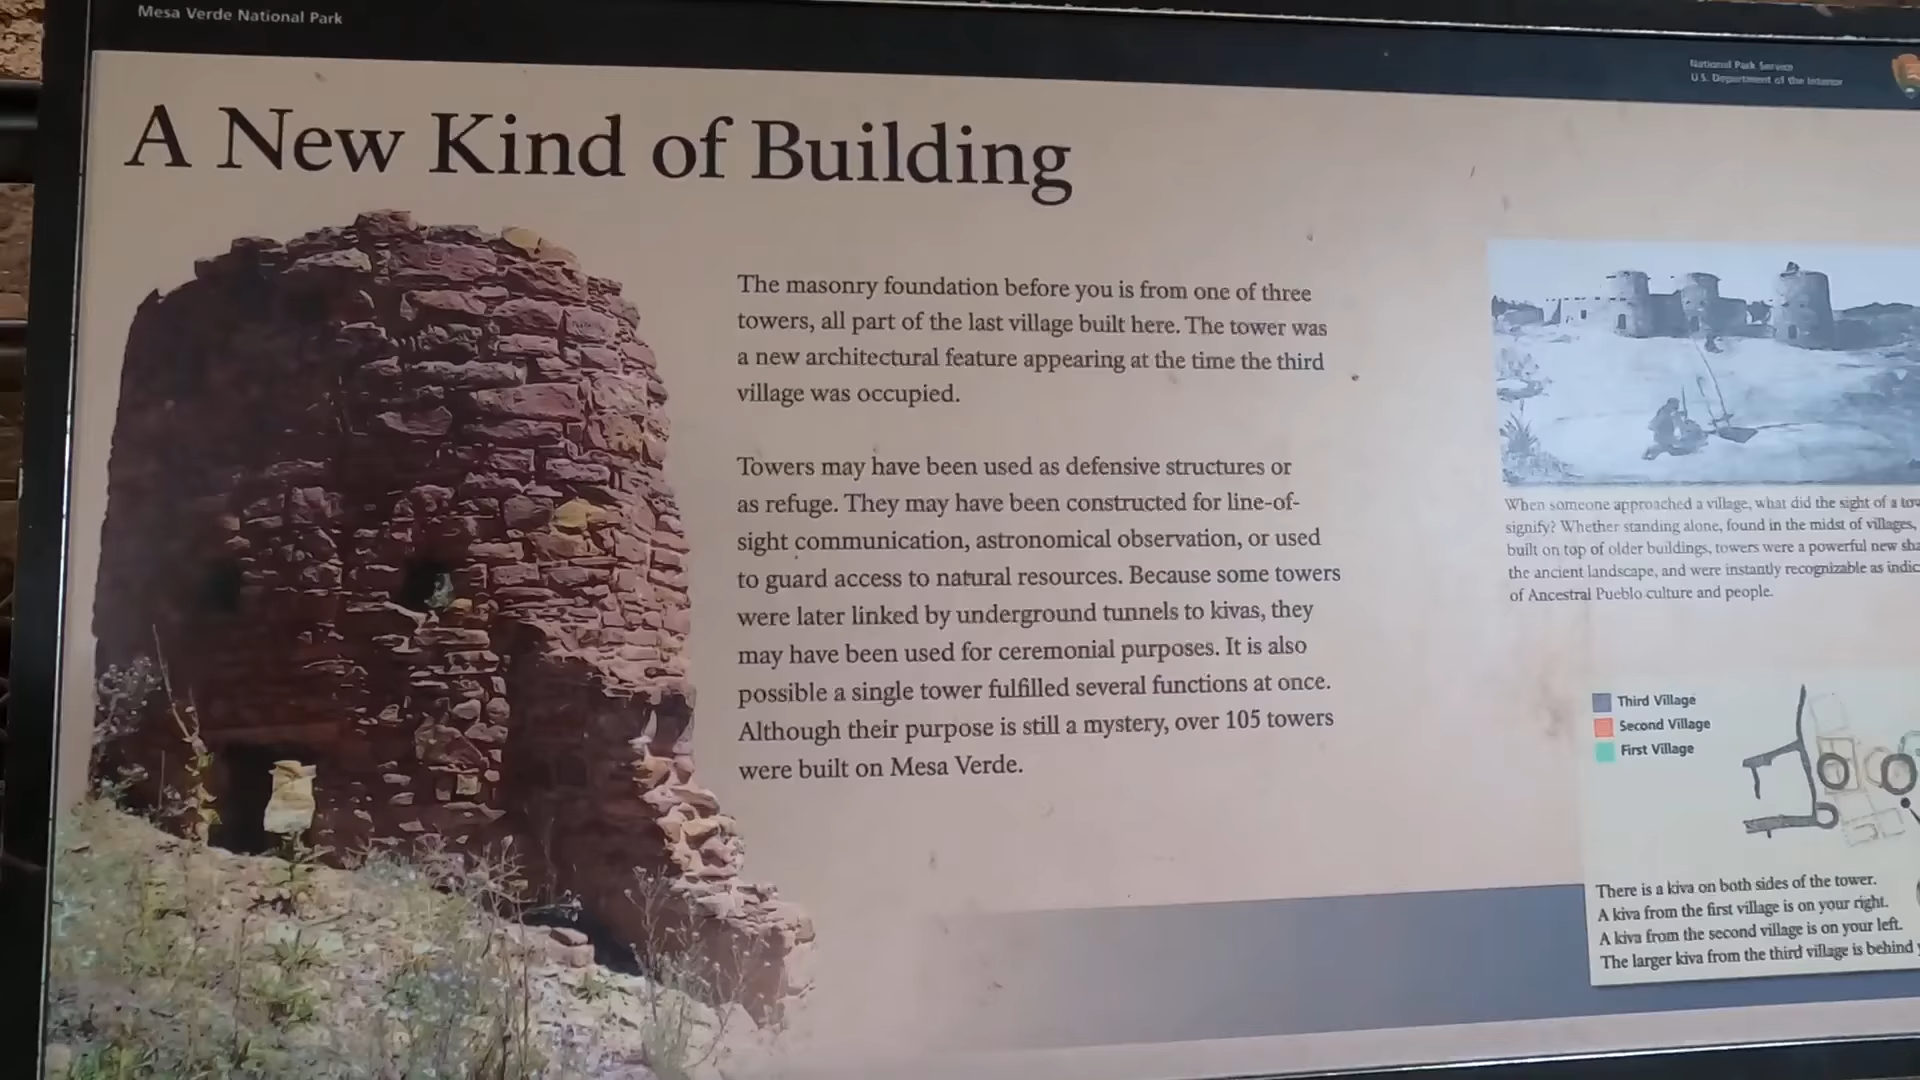 Mesa Verde National Park
National Park Service
U.S. Department of the Interior
A New Kind of Building
The masonry foundation before you is from one of three
towers, all part of the last village built here. The tower was
a new architectural feature appearing at the time the third
village was occupied.
Towers may have been used as defensive structures or
as refuge. They may have been constructed for line-of-
sight communication, astronomical observation, or used
to guard access to natural resources. Because some towers
were later linked by underground tunnels to kivas, they
may have been used for ceremonial purposes. It is also
possible a single tower fulfilled several functions at once.
Although their purpose is still a mystery, over 105 towers
were built on Mesa Verde.
When someone approached a village, what did the sight of a
signify? Whether standing alone, found in the midst of villages,
built on top of older buildings, towers were a powerful new
the ancient landscape, and were instantly recognizable as
of Ancestral Pueblo culture and people.
Third Village
Second Village
First Village
There is a kiva on both sides of the tower.
A kiva from the first village is on your right.
A kiva from the second village is on your left.
The larger kiva from the third village is behind